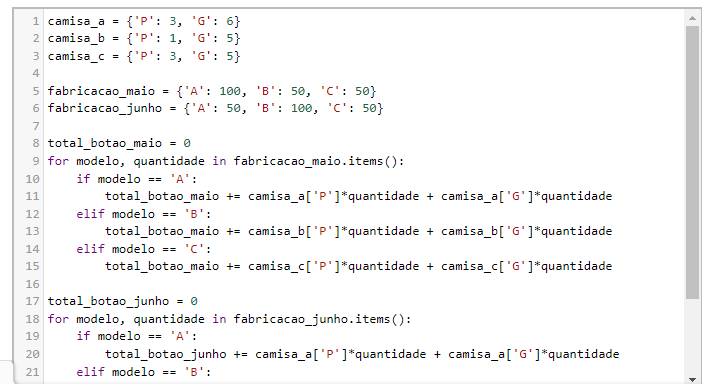 1 camisa_a = {'P': 3, 'G': 6}
2 camisa_b = {'P': 1, 'G': 5}
3 camisa_c = {'P': 3, 'G': 5}
4
5 fabricacao_maio = {'A': 100, 'B': 50, 'C': 50}
6 fabricacao_junho = {'A': 50, 'B': 100, 'C': 50}
7
8 total_botao_maio = 0
9 for modelo, quantidade in fabricacao_maio.items():
10     if modelo == 'A':
11         total_botao_maio += camisa_a['P']*quantidade + camisa_a['G']*quantidade
12     elif modelo == 'B':
13         total_botao_maio += camisa_b['P']*quantidade + camisa_b['G']*quantidade
14     elif modelo == 'C':
15         total_botao_maio += camisa_c['P']*quantidade + camisa_c['G']*quantidade
16
17 total_botao_junho = 0
18 for modelo, quantidade in fabricacao_junho.items():
19     if modelo == 'A':
20         total_botao_junho += camisa_a['P']*quantidade + camisa_a['G']*quantidade
21     elif modelo == 'B':